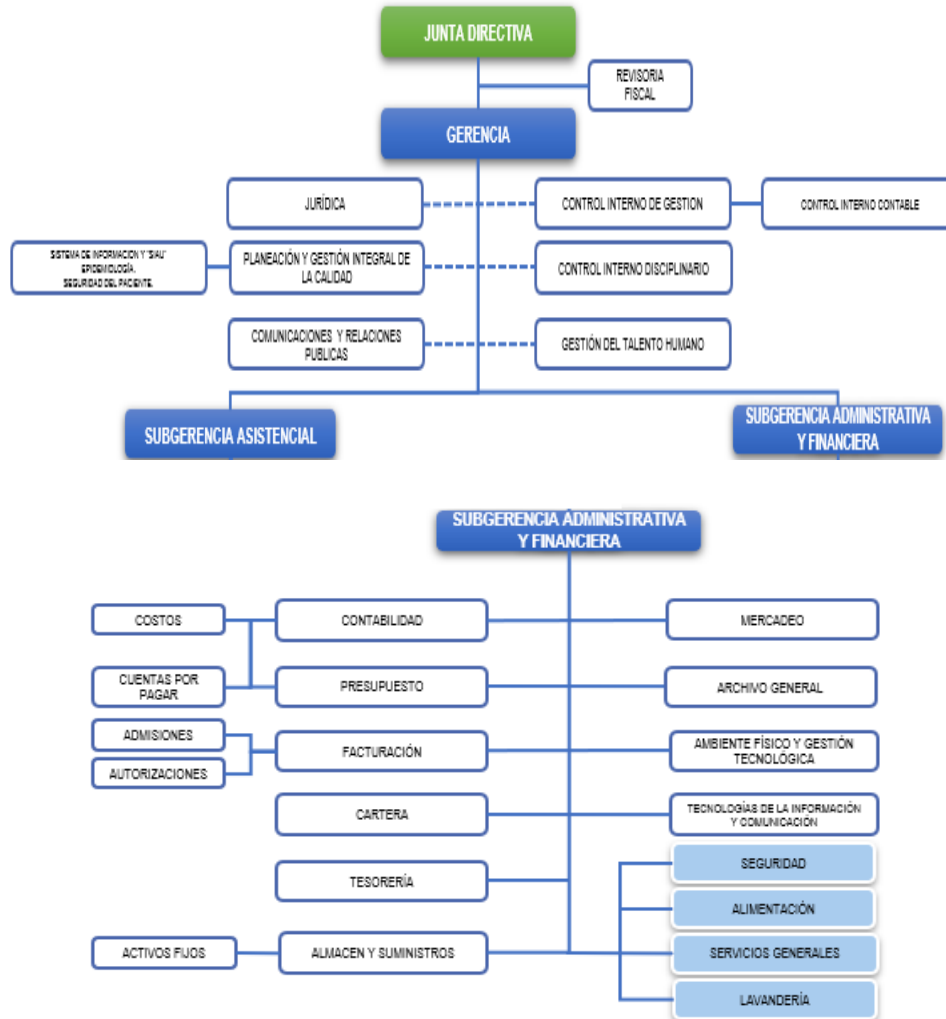 JUNTA DIRECTIVA
REVISORIA
FISCAL
GERENCIA
JURÍDICA
CONTROL INTERNO DE GESTION
CONTROL INTERNO CONTABLE
SISTEMA DE INFORMACION Y "SIAU"
EPIDEMIOLOGÍA.
SEGURIDAD DEL PACIENTE.
PLANEACIÓN Y GESTIÓN INTEGRAL DE
LA CALIDAD
CONTROL INTERNO DISCIPLINARIO
COMUNICACIONES Y RELACIONES
PUBLICAS
GESTIÓN DEL TALENTO HUMANO
SUBGERENCIA ASISTENCIAL
SUBGERENCIA ADMINISTRATIVA
Y FINANCIERA
SUBGERENCIA ADMINISTRATIVA
Y FINANCIERA
COSTOS
CONTABILIDAD
MERCADEO
CUENTAS POR
PAGAR
PRESUPUESTO
ARCHIVO GENERAL
ADMISIONES
AUTORIZACIONES
FACTURACIÓN
AMBIENTE FÍSICO Y GESTIÓN
TECNOLÓGICA
CARTERA
TECNOLOGÍAS DE LA INFORMACIÓN
Y COMUNICACIÓN
TESORERÍA
SEGURIDAD
ALIMENTACIÓN
ACTIVOS FIJOS
ALMACEN Y SUMINISTROS
SERVICIOS GENERALES
LAVANDERÍA